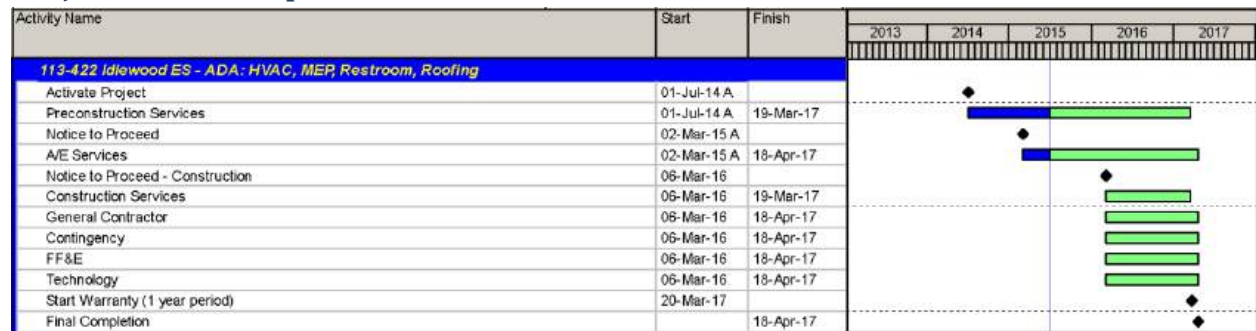 Activity Name Start Finish
2013 2014 2015 2016 2017
113-422 Idlewood ES - ADA: HVAC, MEP, Restroom, Roofing
Activate Project 01-Jul-14 A
Preconstruction Services 01-Jul-14 A 19-Mar-17
Notice to Proceed 02-Mar-15 A
A/E Services 02-Mar-15 A 18-Apr-17
Notice to Proceed - Construction 06-Mar-16
Construction Services 06-Mar-16 19-Mar-17
General Contractor 06-Mar-16 18-Apr-17
Contingency 06-Mar-16 18-Apr-17
FF&E 06-Mar-16 18-Apr-17
Technology 06-Mar-16 18-Apr-17
Start Warranty (1 year period) 20-Mar-17
Final Completion 18-Apr-17